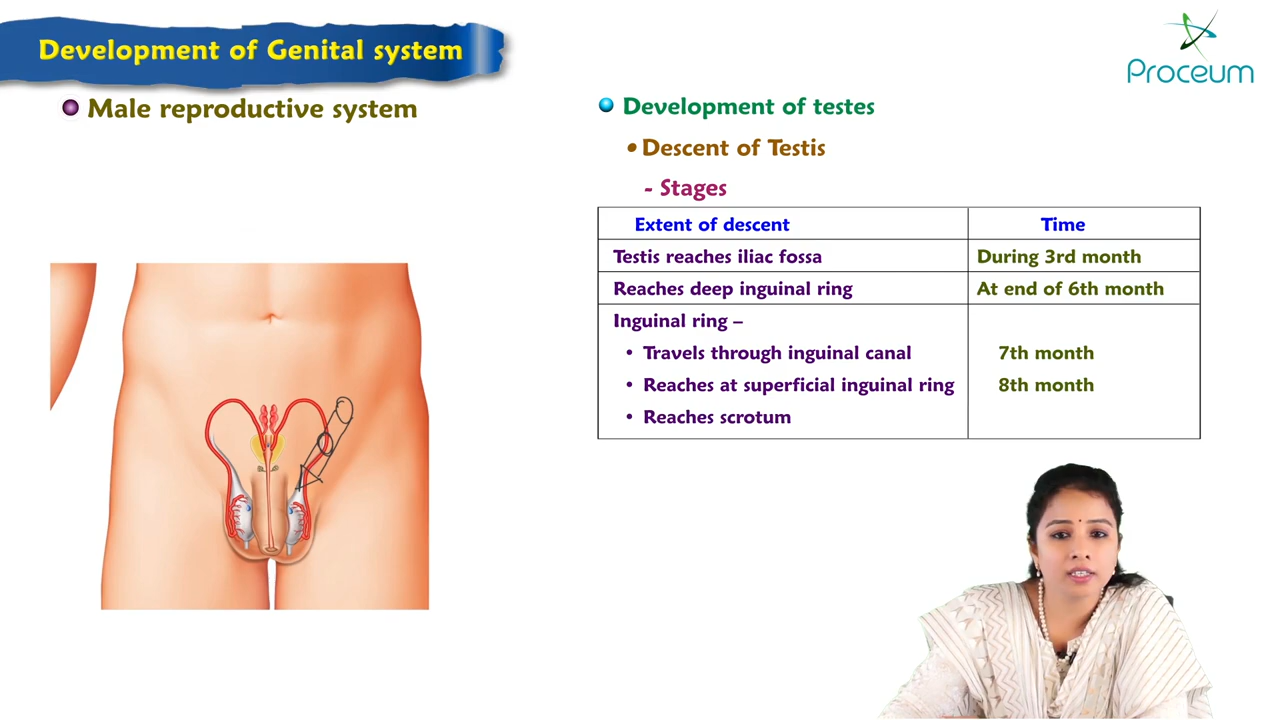 Development of Genital system
Proceum
Male reproductive system
Development of testes
Descent of Testis
- Stages
Extent of descent Time
Testis reaches iliac fossa During 3rd month
Reaches deep inguinal ring At end of 6th month
Inguinal ring –
• Travels through inguinal canal 7th month
• Reaches at superficial inguinal ring 8th month
• Reaches scrotum